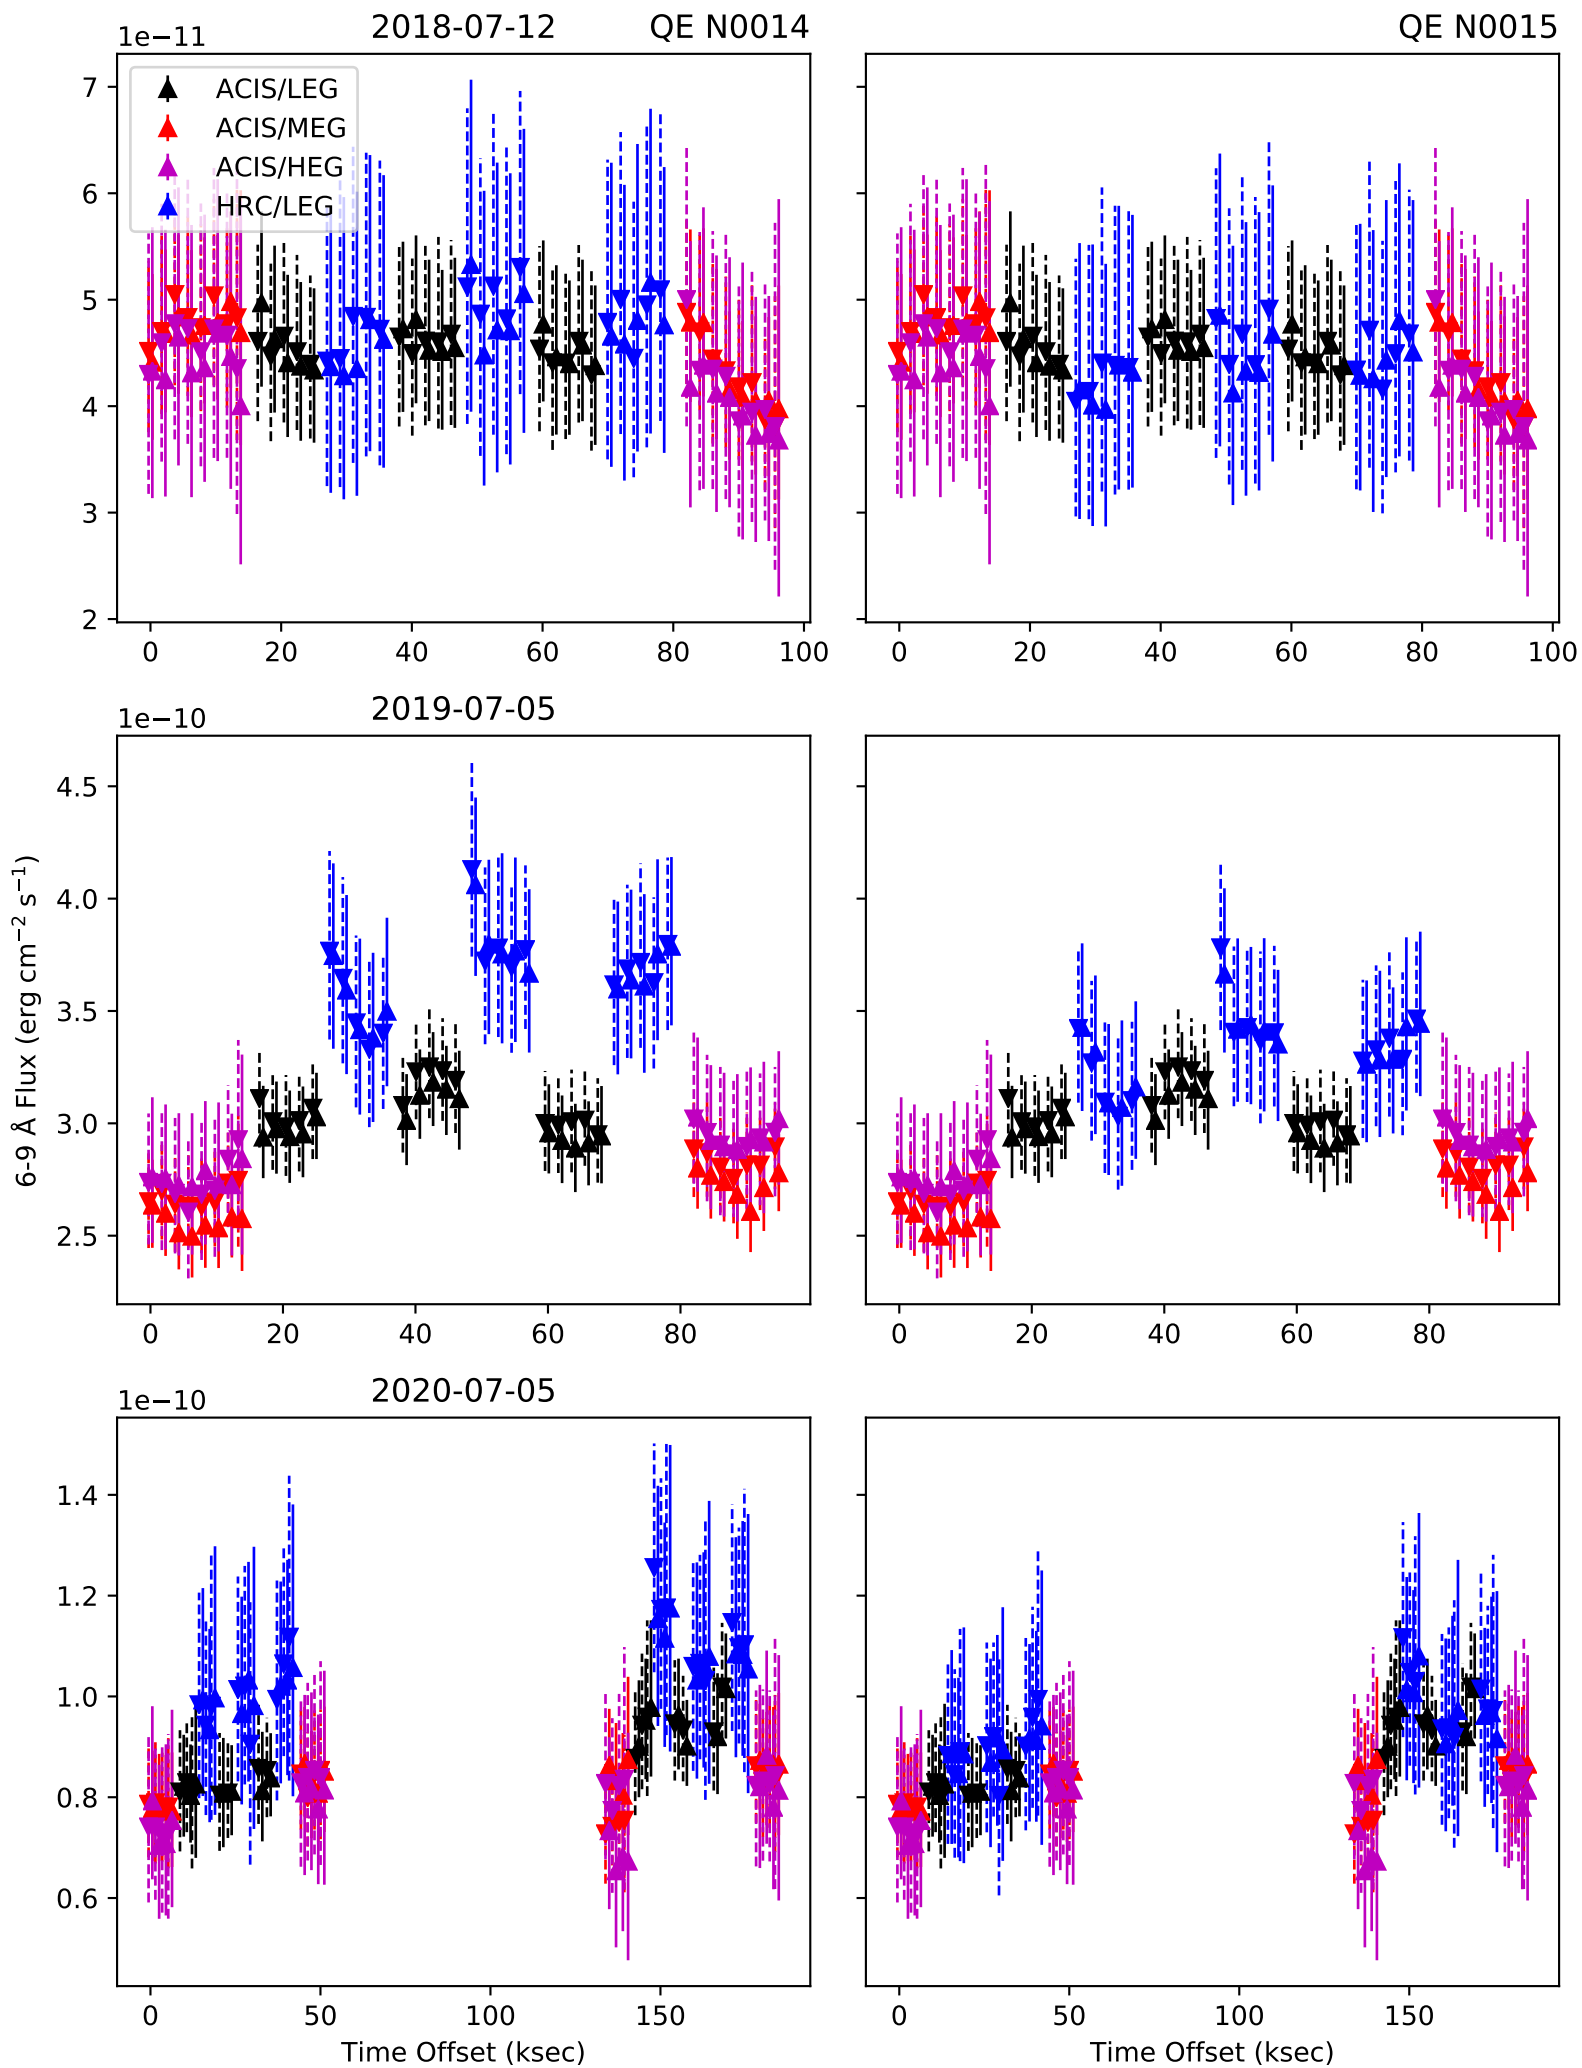 1e−11 2018-07-12 QE N0014 QE N0015
ACIS/LEG
ACIS/MEG
ACIS/HEG
HRC/LEG
7
6
5
4
3
2
0 20 40 60 80 100
0 20 40 60 80 100
1e−10 2019-07-05
6-9 Å Flux (erg cm−2 s−1)
4.5
4.0
3.5
3.0
2.5
0 20 40 60 80
0 20 40 60 80
1e−10 2020-07-05
1.4
1.2
1.0
0.8
0.6
0 50 100 150
0 50 100 150
Time Offset (ksec)
Time Offset (ksec)